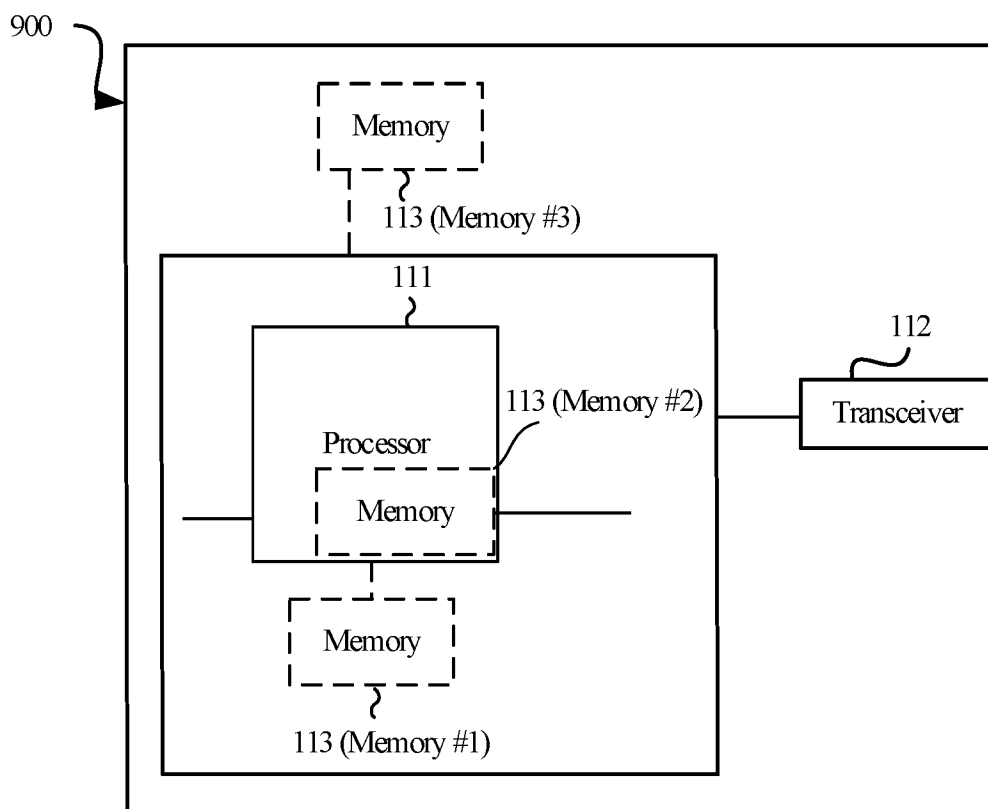 900
Memory
113 (Memory #3)
111
112
113 (Memory #2)
Transceiver
Processor
Memory
Memory
113 (Memory #1)